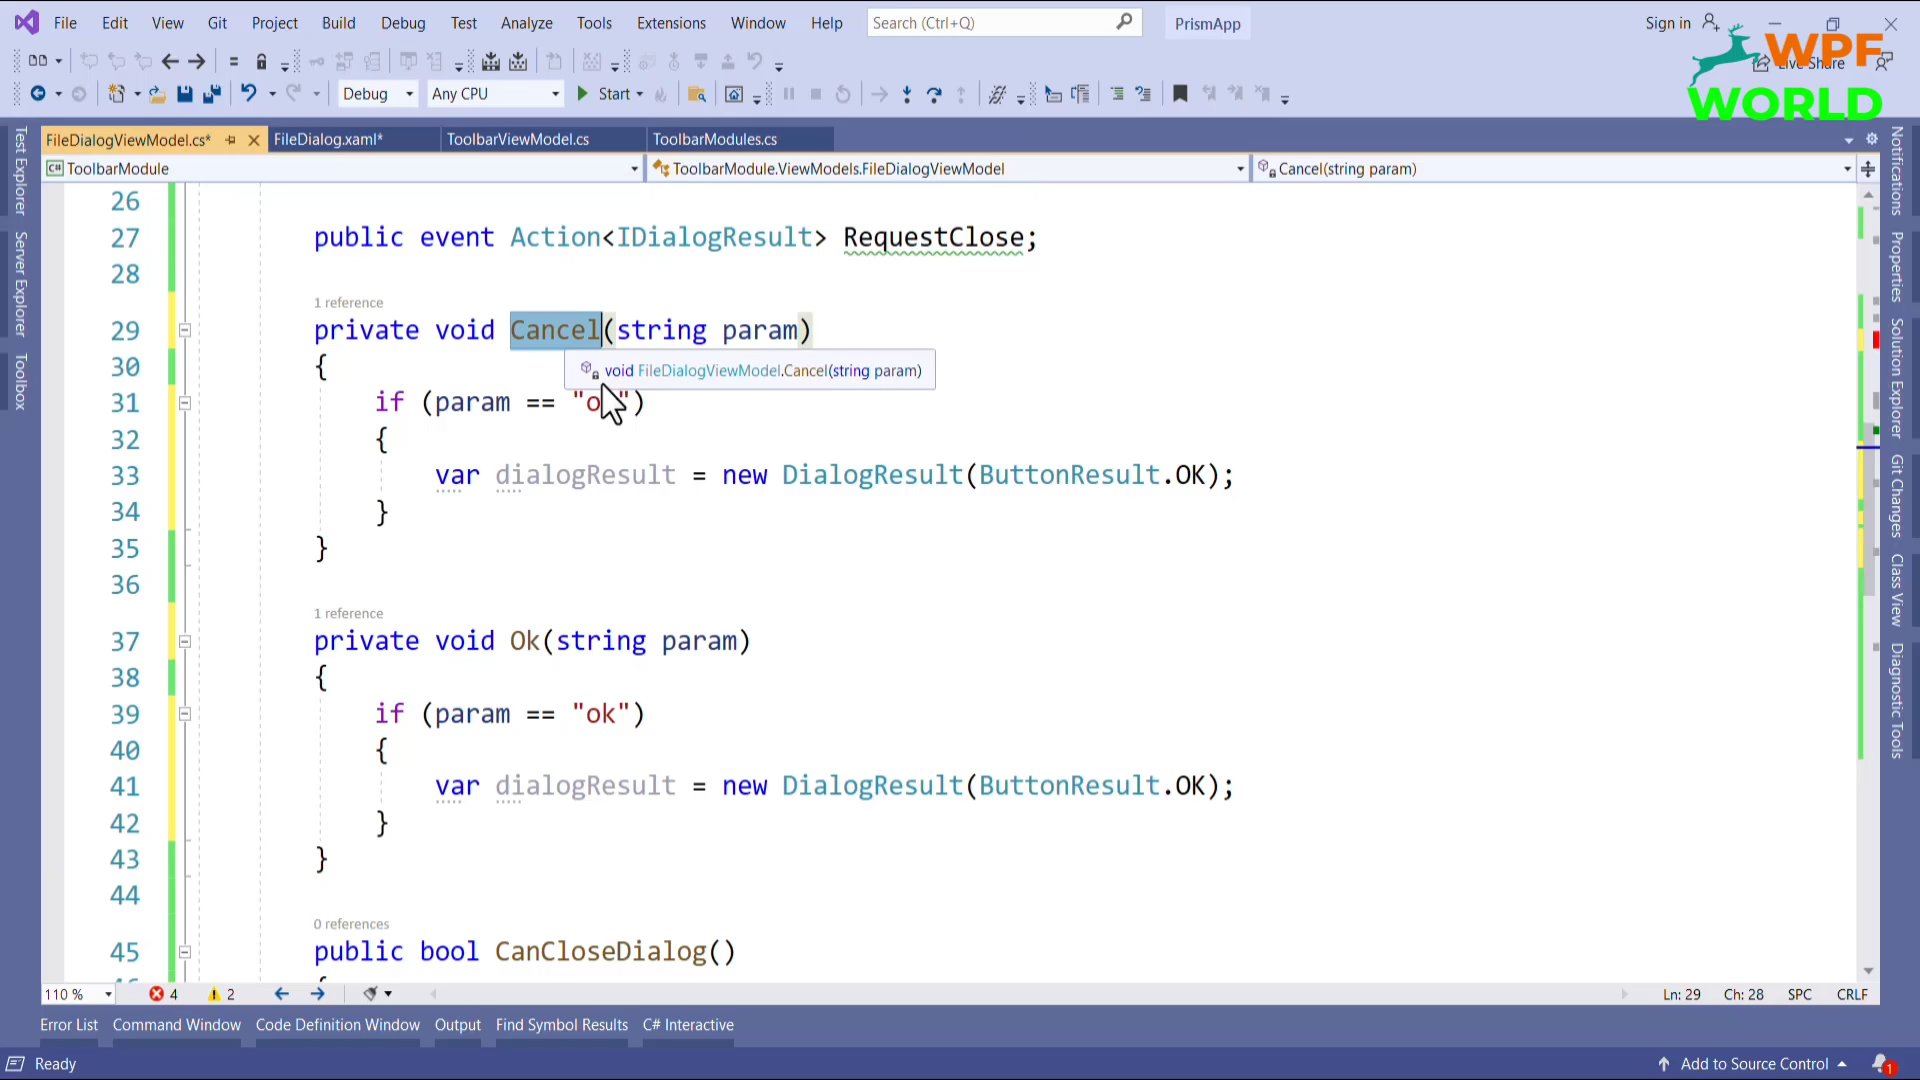 File Edit View Git Project Build Debug Test Analyze Tools Extensions Window Help Search (Ctrl+Q) PrismApp Sign in
WPF
Live Share
WORLD
Debug Any CPU Start
FileDialogViewModel.cs* FileDialog.xaml* ToolbarViewModel.cs ToolbarModules.cs
C# ToolbarModule ToolbarModule.ViewModels.FileDialogViewModel Cancel(string param)
Test Explorer
Server Explorer
Toolbox
26
27 public event Action<IDialogResult> RequestClose;
28
1 reference
29 private void Cancel(string param)
30 {
void FileDialogViewModel.Cancel(string param)
31 if (param == "o ")
32 {
33 var dialogResult = new DialogResult(ButtonResult.OK);
34 }
35 }
36
1 reference
37 private void Ok(string param)
38 {
39 if (param == "ok")
40 {
41 var dialogResult = new DialogResult(ButtonResult.OK);
42 }
43 }
44
0 references
45 public bool CanCloseDialog()
Notifications
Properties
Solution Explorer
Git Changes
Class View
Diagnostic Tools
110 % 4 2 Ln: 29 Ch: 28 SPC CRLF
Error List Command Window Code Definition Window Output Find Symbol Results C# Interactive
Ready Add to Source Control 1